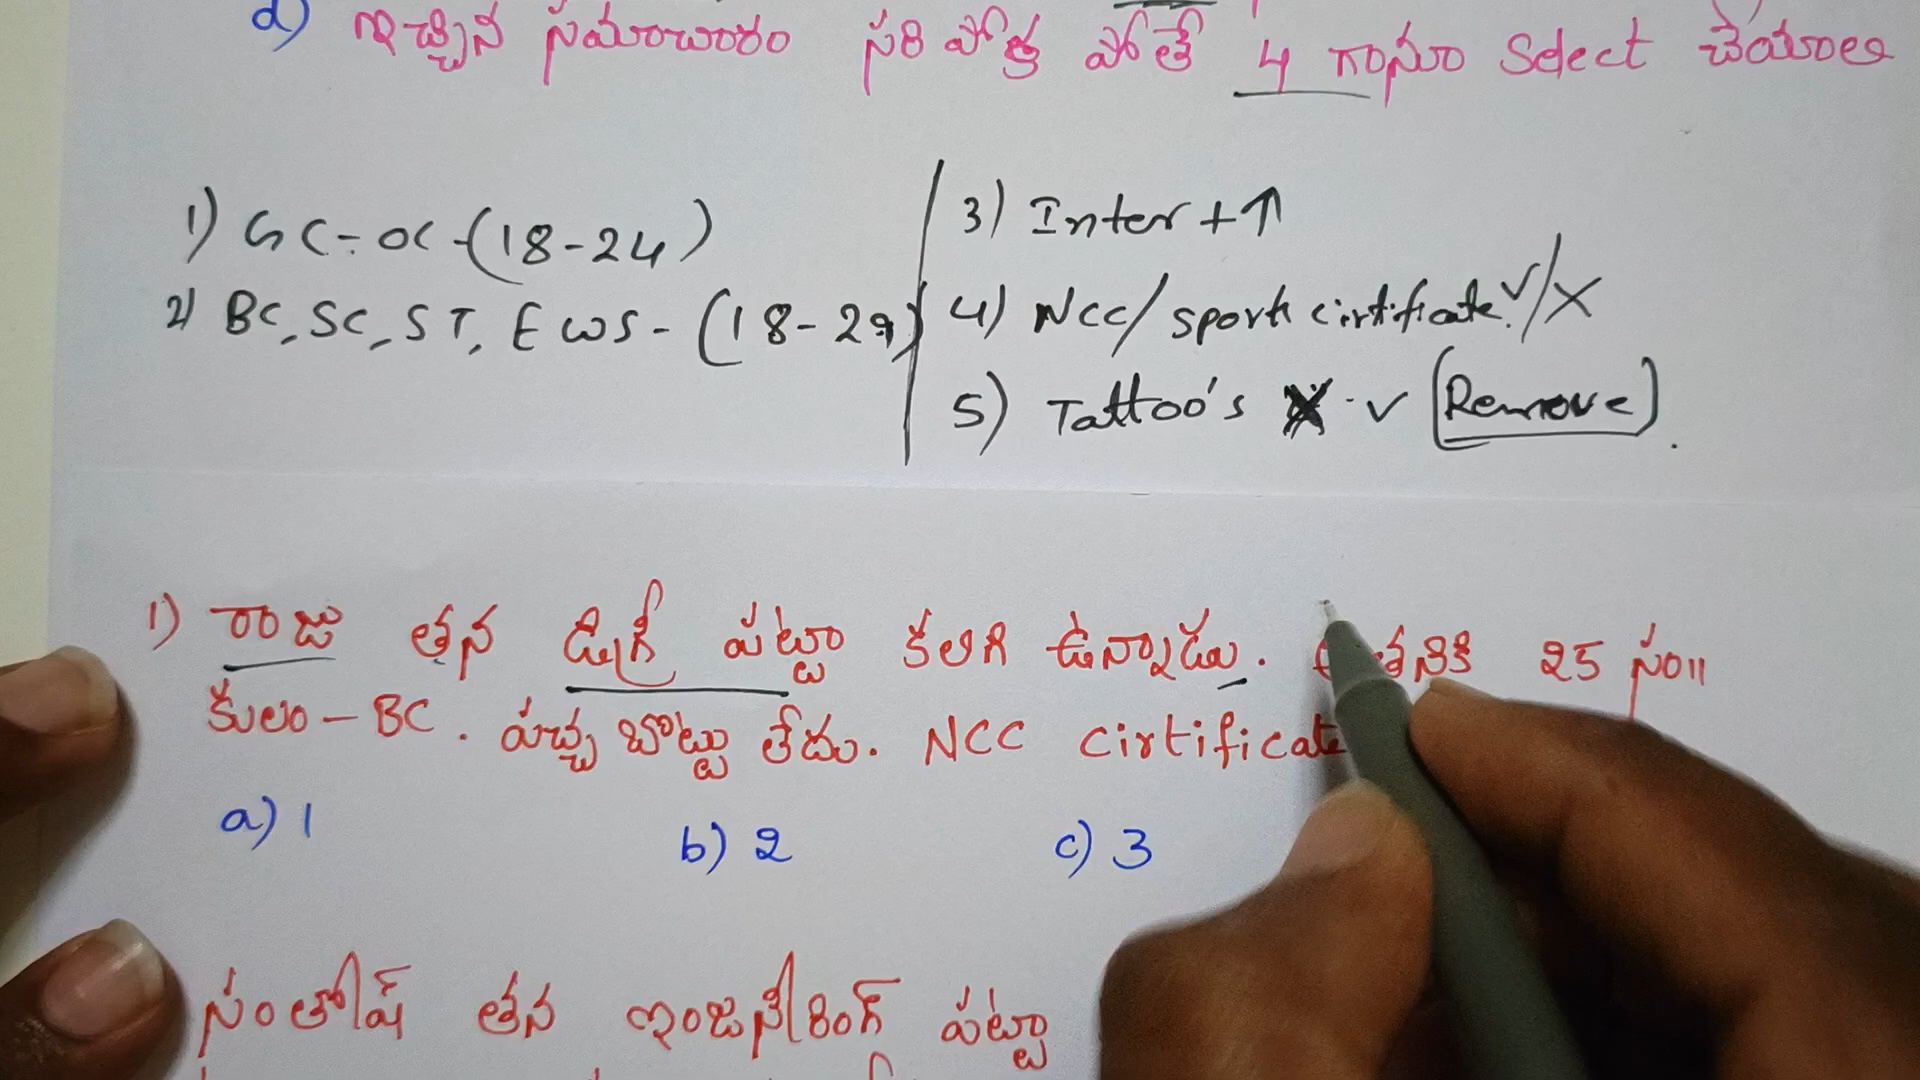 d) ఇచ్చిన సమాచారం సరి పోక పోతే 4 గాను Select చేయాలి
1) GC-OC-(18-24)
2) BC, SC, ST, EWS-(18-29)
3) Inter +↑
4) NCC/sports cirtificate ✓/X
5) Tattoo's ✓ (Remove).
1) రాజు తన డిగ్రీ పట్టా కలిగి ఉన్నాడు. అతనికి 25 సం॥
కులం - BC. పచ్చ బొట్టు లేదు. NCC cirtificate
a) 1 b) 2 c) 3
సంతోష్ తన ఇంజనీరింగ్ పట్టా